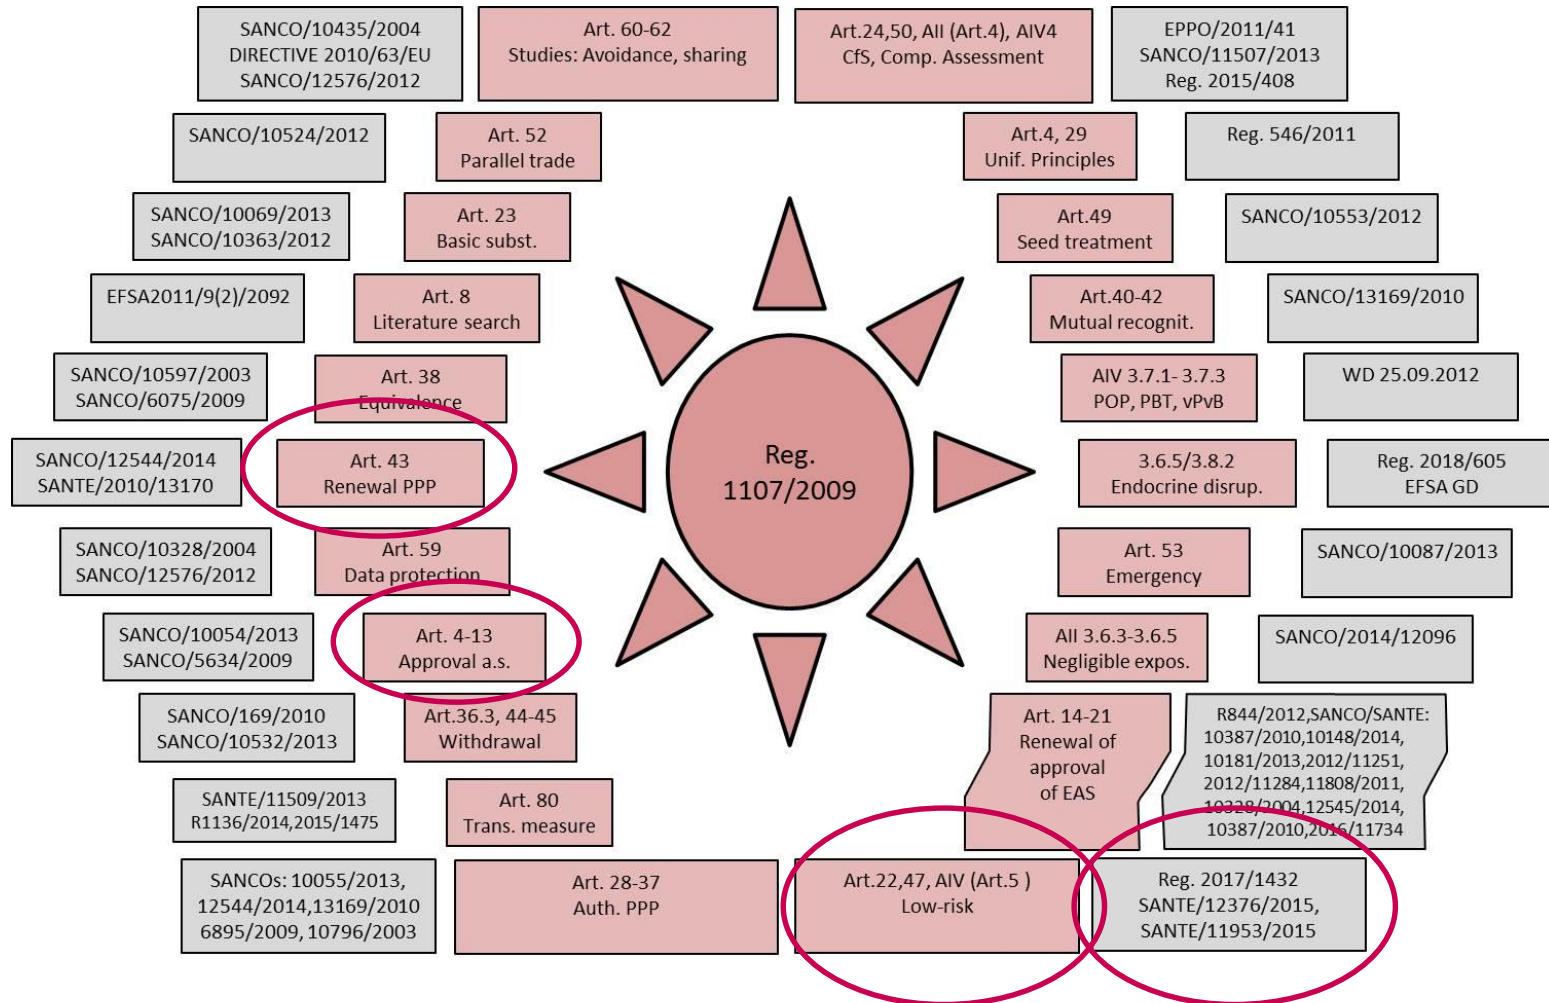 SANCO/10435/2004
DIRECTIVE 2010/63/EU
SANCO/12576/2012
Art. 60-62
Studies: Avoidance, sharing
Art.24,50, AII (Art.4), AIV4
CfS, Comp. Assessment
EPPO/2011/41
SANCO/11507/2013
Reg. 2015/408
SANCO/10524/2012
Art. 52
Parallel trade
Art.4, 29
Unif. Principles
Reg. 546/2011
SANCO/10069/2013
SANCO/10363/2012
Art. 23
Basic subst.
Art.49
Seed treatment
SANCO/10553/2012
EFSA2011/9(2)/2092
Art. 8
Literature search
Art.40-42
Mutual recognit.
SANCO/13169/2010
SANCO/10597/2003
SANCO/6075/2009
Art. 38
Equivalence
AIV 3.7.1- 3.7.3
POP, PBT, vPvB
WD 25.09.2012
SANCO/12544/2014
SANTE/2010/13170
Art. 43
Renewal PPP
Reg.
1107/2009
3.6.5/3.8.2
Endocrine disrup.
Reg. 2018/605
EFSA GD
SANCO/10328/2004
SANCO/12576/2012
Art. 59
Data protection
Art. 53
Emergency
SANCO/10087/2013
SANCO/10054/2013
SANCO/5634/2009
Art. 4-13
Approval a.s.
AII 3.6.3-3.6.5
Negligible expos.
SANCO/2014/12096
SANCO/169/2010
SANCO/10532/2013
Art.36.3, 44-45
Withdrawal
Art. 14-21
Renewal of
approval
of EAS
R844/2012,SANCO/SANTE:
10387/2010,10148/2014,
10181/2013,2012/11251,
2012/11284,11808/2011,
10328/2004,12545/2014,
10387/2010,2016/11734
SANTE/11509/2013
R1136/2014,2015/1475
Art. 80
Trans. measure
SANCOs: 10055/2013,
12544/2014,13169/2010
6895/2009,10796/2003
Art. 28-37
Auth. PPP
Art.22,47, AIV (Art.5 )
Low-risk
Reg. 2017/1432
SANTE/12376/2015,
SANTE/11953/2015